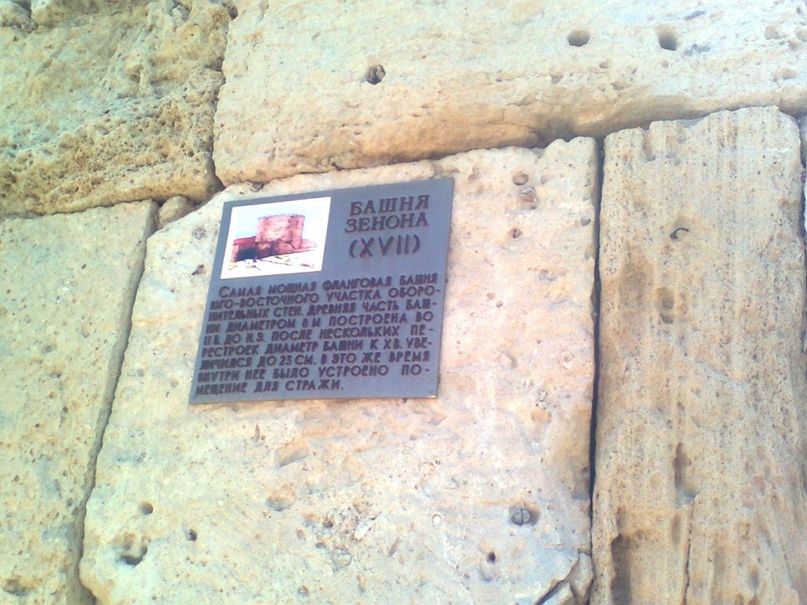 БАШНЯ
ЗЕНОНА
(XVII)
САМАЯ МОЩНАЯ ФЛАНГОВАЯ БАШНЯ
ЮГО-ВОСТОЧНОГО УЧАСТКА ОБОРО-
НИТЕЛЬНЫХ СТЕН. ДРЕВНЯЯ ЧАСТЬ БАШ-
НИ ДИАМЕТРОМ 8 М ПОСТРОЕНА ВО
II В. ДО Н.Э. ПОСЛЕ НЕСКОЛЬКИХ ПЕ-
РЕСТРОЕК ДИАМЕТР БАШНИ К XВ. УВЕ-
ЛИЧИЛСЯ ДО 23 СМ. В ЭТО ЖЕ ВРЕМЯ
ВНУТРИ НЕЕ БЫЛО УСТРОЕНО ПО-
МЕЩЕНИЕ ДЛЯ СТРАЖИ.